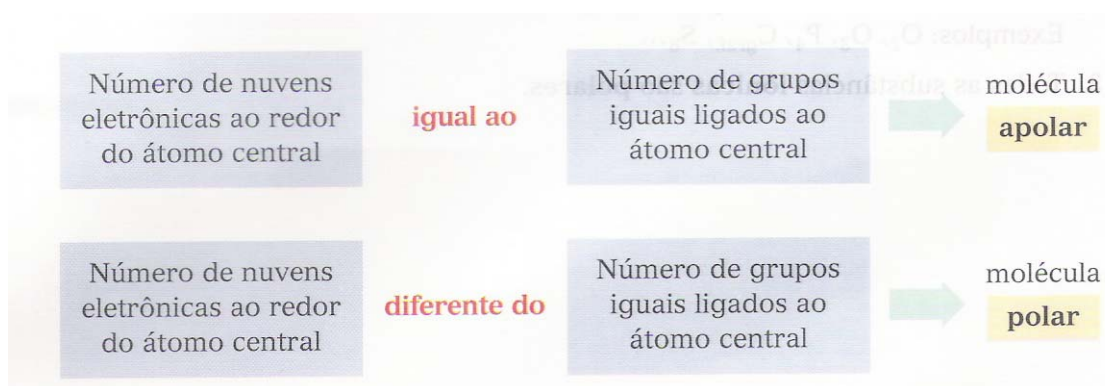 Exemplos: O
Número de nuvens
eletrônicas ao redor
do átomo central
igual ao
Número de grupos
iguais ligados ao
átomo central
molécula
apolar
Número de nuvens
eletrônicas ao redor
do átomo central
diferente do
Número de grupos
iguais ligados ao
átomo central
molécula
polar